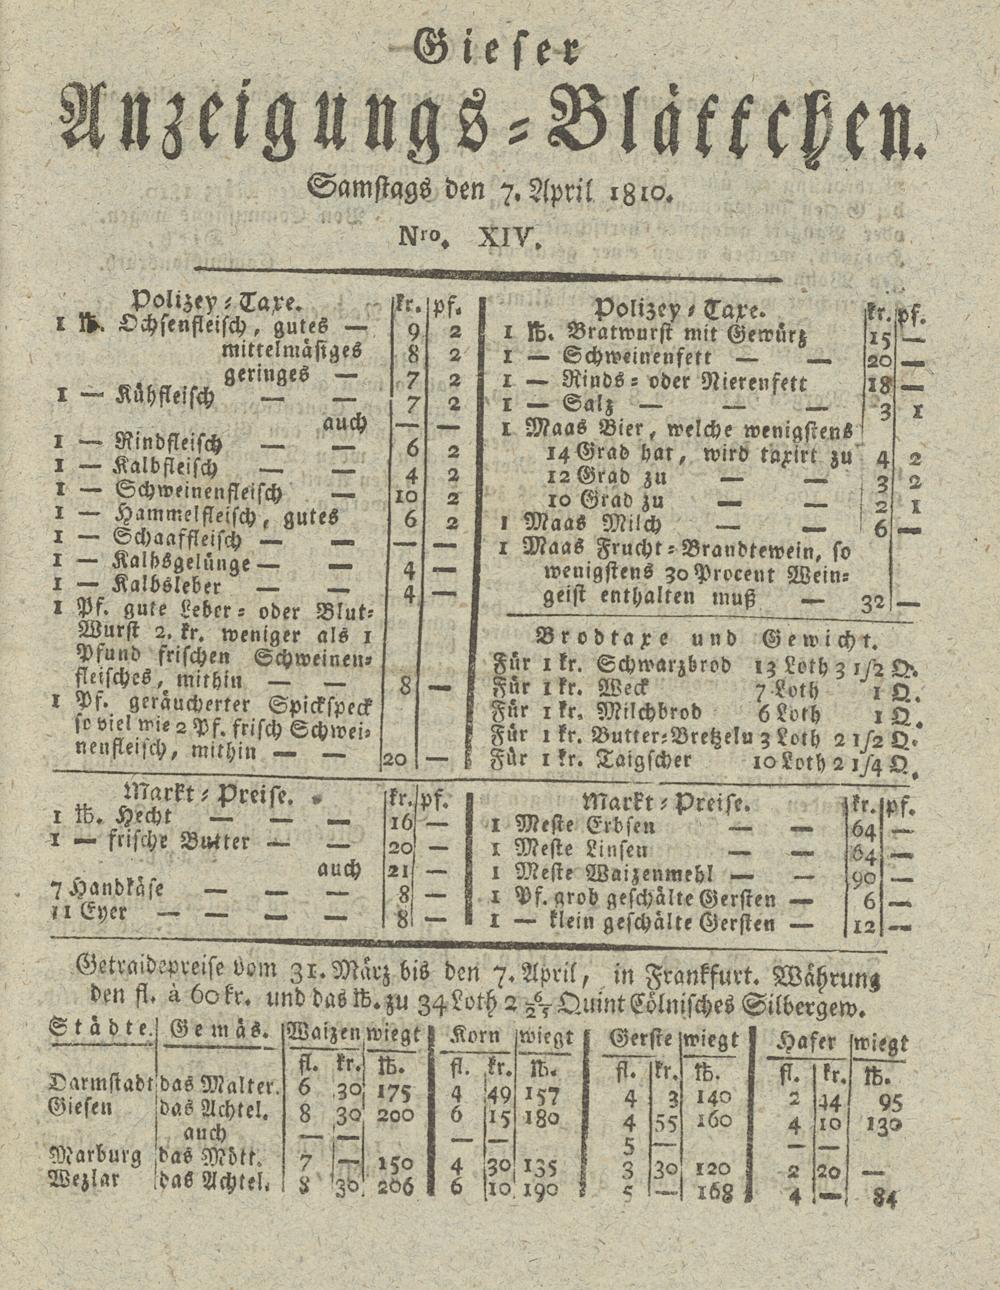 Gieser
Anzeigungs-Blättchen.
Samstags den 7. April 1810.
Nro. XIV.
Polizey-Taxe. kr. pf.
1 ℔. Ochsenfleisch, gutes — 9 2
mittelmäsiges 8 2
geringes — 7 2
1 — Kühfleisch — — 7 2
auch — —
1 — Rindfleisch — — 6 2
1 — Kalbfleisch — — 4 2
1 — Schweinenfleisch — 10 2
1 — Hammelfleisch, gutes 6 2
1 — Schaaffleisch — — — —
1 — Kalbsgelünge — — 4 —
1 — Kalbsleber — — 4 —
1 Pf. gute Leber- oder Blut-
Wurst 2. kr. weniger als 1
Pfund frischen Schweinen-
fleisches, mithin — — 8 —
1 Pf. geräucherter Spickspeck
so viel wie 2 Pf. frisch Schwei-
nenfleisch, mithin — — 20 —
Polizey-Taxe. kr. pf.
1 ℔. Bratwurst mit Gewürz 15 —
1 — Schweinenfett — — 20 —
1 — Rinds- oder Nierenfett 18 —
1 — Salz — — — 3 1
1 Maas Bier, welche wenigstens
14 Grad hat, wird taxirt zu 4 2
12 Grad zu — — 3 2
10 Grad zu — — 2 1
1 Maas Milch — — 6 —
1 Maas Frucht-Brandtewein, so
wenigstens 30 Procent Wein-
geist enthalten muß — 32 —
Brodtaxe und Gewicht.
Für 1 kr. Schwarzbrod 13 Loth 3 1/2 Q.
Für 1 kr. Weck 7 Loth 1 Q.
Für 1 kr. Milchbrod 6 Loth 1 Q.
Für 1 kr. Butter-Bretzeln 3 Loth 2 1/2 Q.
Für 1 kr. Taigscher 10 Loth 2 1/4 Q.
Markt-Preise. kr. pf.
1 ℔. Hecht — — — 16 —
1 — frische Butter — — 20 —
auch 21 —
7 Handkäse — — — 8 —
11 Eyer — — — — 8 —
Markt-Preise. kr. pf.
1 Meste Erbsen — — 64 —
1 Meste Linsen — — 64 —
1 Meste Waizenmehl — — 90 —
1 Pf. grob geschälte Gersten — 6 —
1 — klein geschälte Gersten — 12 —
Getraidepreise vom 31. März bis den 7. April, in Frankfurt. Währung
den fl. à 60 kr. und das ℔. zu 34 Loth 2 6/25 Quint Cölnisches Silbergew.
Städte. Gemäs. Waizen wiegt Korn wiegt Gerste wiegt Hafer wiegt
fl. kr. ℔. fl. kr. ℔. fl. kr. ℔. fl. kr. ℔.
Darmstadt das Malter. 6 30 175 4 49 157 4 3 140 2 44 95
Giesen das Achtel. 8 30 200 6 15 180 4 55 160 4 10 130
auch — — — — 5 — — —
Marburg das Mött. 7 — 150 4 30 135 3 30 120 2 20 —
Wezlar das Achtel. 8 30 206 6 10 190 5 — 168 4 — 84